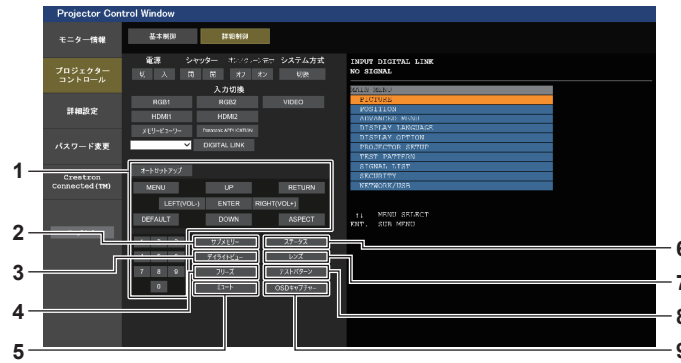 Projector Control Window
モニター情報
プロジェクター
コントロール
詳細設定
パスワード変更
Crestron
Connected(TM)
基本制御 詳細制御
電源 シャッター システム方式
切 入 開 閉 オフ オン 切換
入力切換
RGB1 RGB2 VIDEO
HDMI1 HDMI2
メモリービューワー Panasonic APPLICATION
DIGITAL LINK
オートセットアップ
MENU UP RETURN
LEFT(VOL-) ENTER RIGHT(VOL+)
DEFAULT DOWN ASPECT
サブメモリー ステータス
デイライトビュー レンズ
7 8 9 フリーズ テストパターン
0 エコート OSDキャプチャー
INPUT DIGITAL LINK
NO SIGNAL
MAIN MENU
PICTURE
POSITION
ADVANCED MENU
DISPLAY LANGUAGE
DISPLAY OPTION
PROJECTOR SETUP
TEST PATTERN
SIGNAL LIST
SECURITY
NETWORK/USB
↑↓ MENU SELECT
ENT. SUB MENU
1
2
3
4
5
6
7
8
9